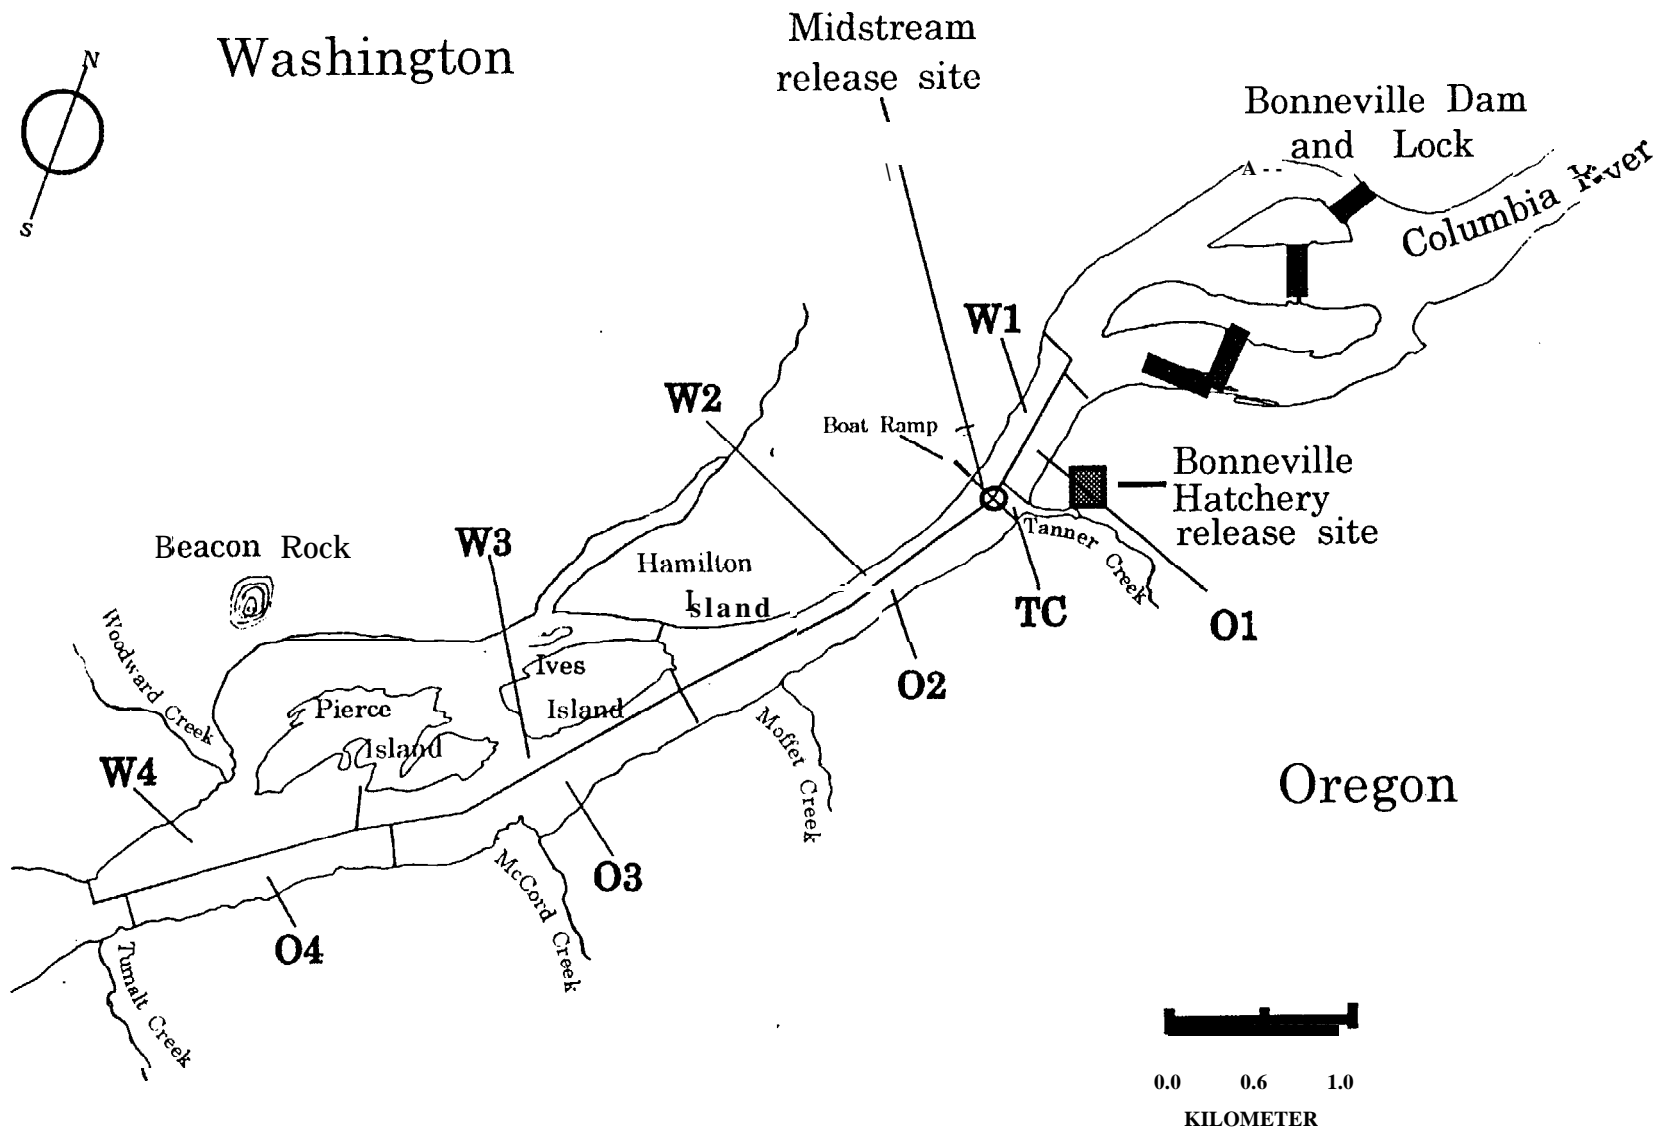 Midstream
release site
Washington
N
S
Bonneville Dam
and Lock
A - -
Columbia River
W1
W2
Boat Ramp
Bonneville
Hatchery
release site
Tanner Creek
TC
O1
W3
Beacon Rock
Hamilton
Island
Woodward Creek
Ives
Island
O2
Pierce
Island
Moffet Creek
W4
Oregon
O3
McCord Creek
O4
Tumalt Creek
0.0 0.6 1.0
KILOMETER